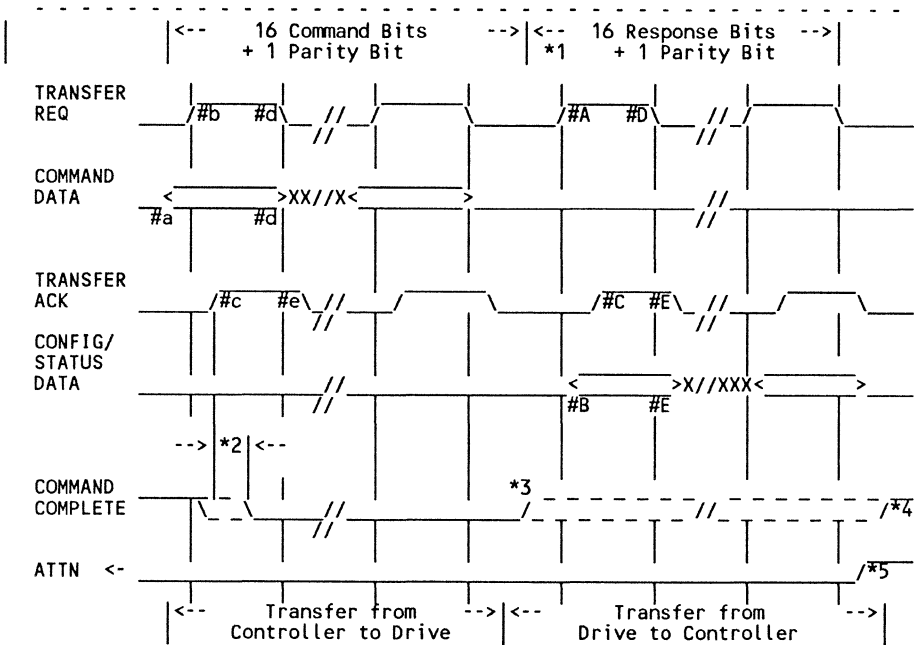 |<-- 16 Command Bits -->|<-- 16 Response Bits -->|
+ 1 Parity Bit *1 + 1 Parity Bit
TRANSFER
REQ /#b #d\ // /#A #D\ //
COMMAND
DATA < >XX//X< > //
#a #d //
TRANSFER
ACK /#c #e\ // /#C #E\ //
CONFIG/
STATUS
DATA // < >X//XXX< >
#B #E
-->|*2|<--
COMMAND *3
COMPLETE // // /*4
ATTN <- /*5
|<-- Transfer from -->|<-- Transfer from -->|
Controller to Drive Drive to Controller